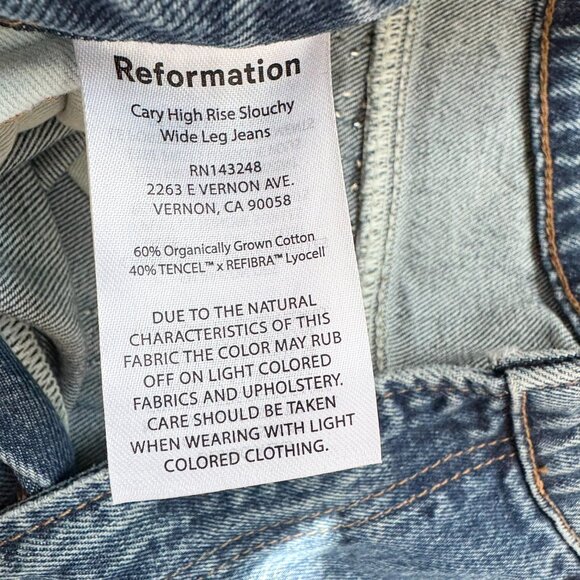 Reformation
Cary High Rise Slouchy
Wide Leg Jeans
RN143248
2263 E VERNON AVE.
VERNON, CA 90058
60% Organically Grown Cotton
40% TENCEL™ x REFIBRA™ Lyocell
DUE TO THE NATURAL
CHARACTERISTICS OF THIS
FABRIC THE COLOR MAY RUB
OFF ON LIGHT COLORED
FABRICS AND UPHOLSTERY.
CARE SHOULD BE TAKEN
WHEN WEARING WITH LIGHT
COLORED CLOTHING.